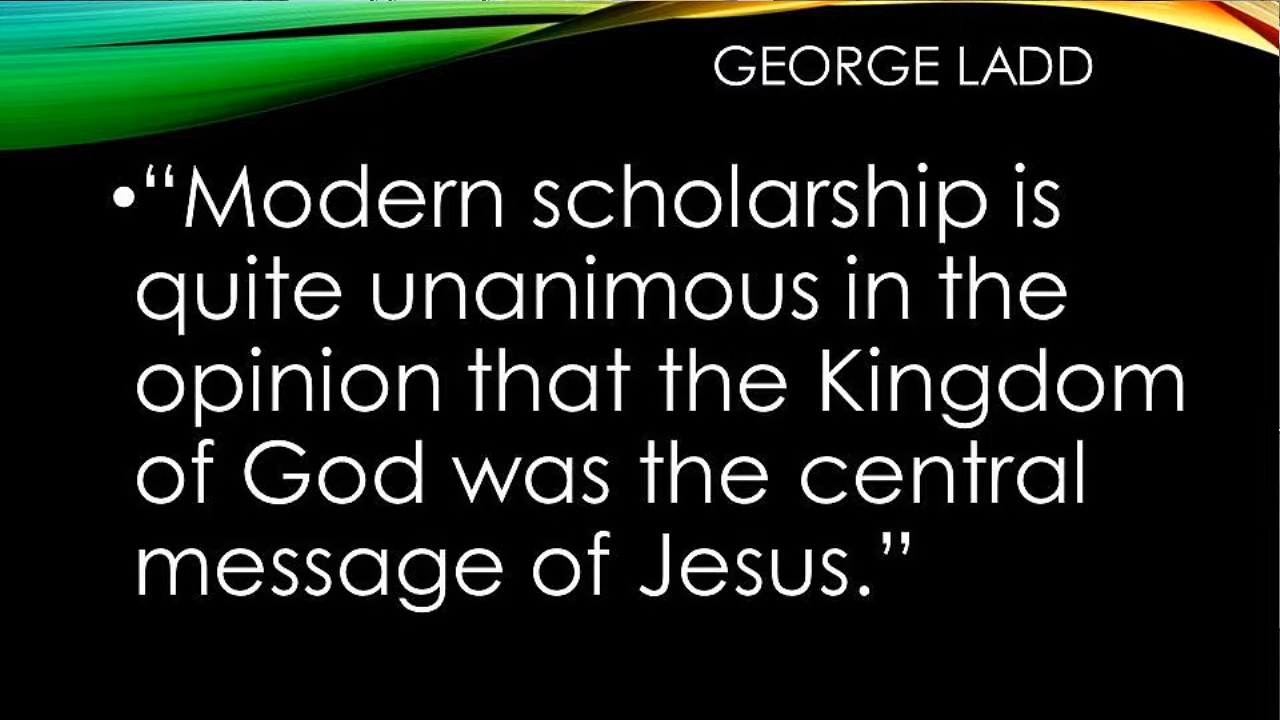 GEORGE LADD
•“Modern scholarship is
quite unanimous in the
opinion that the Kingdom
of God was the central
message of Jesus.”